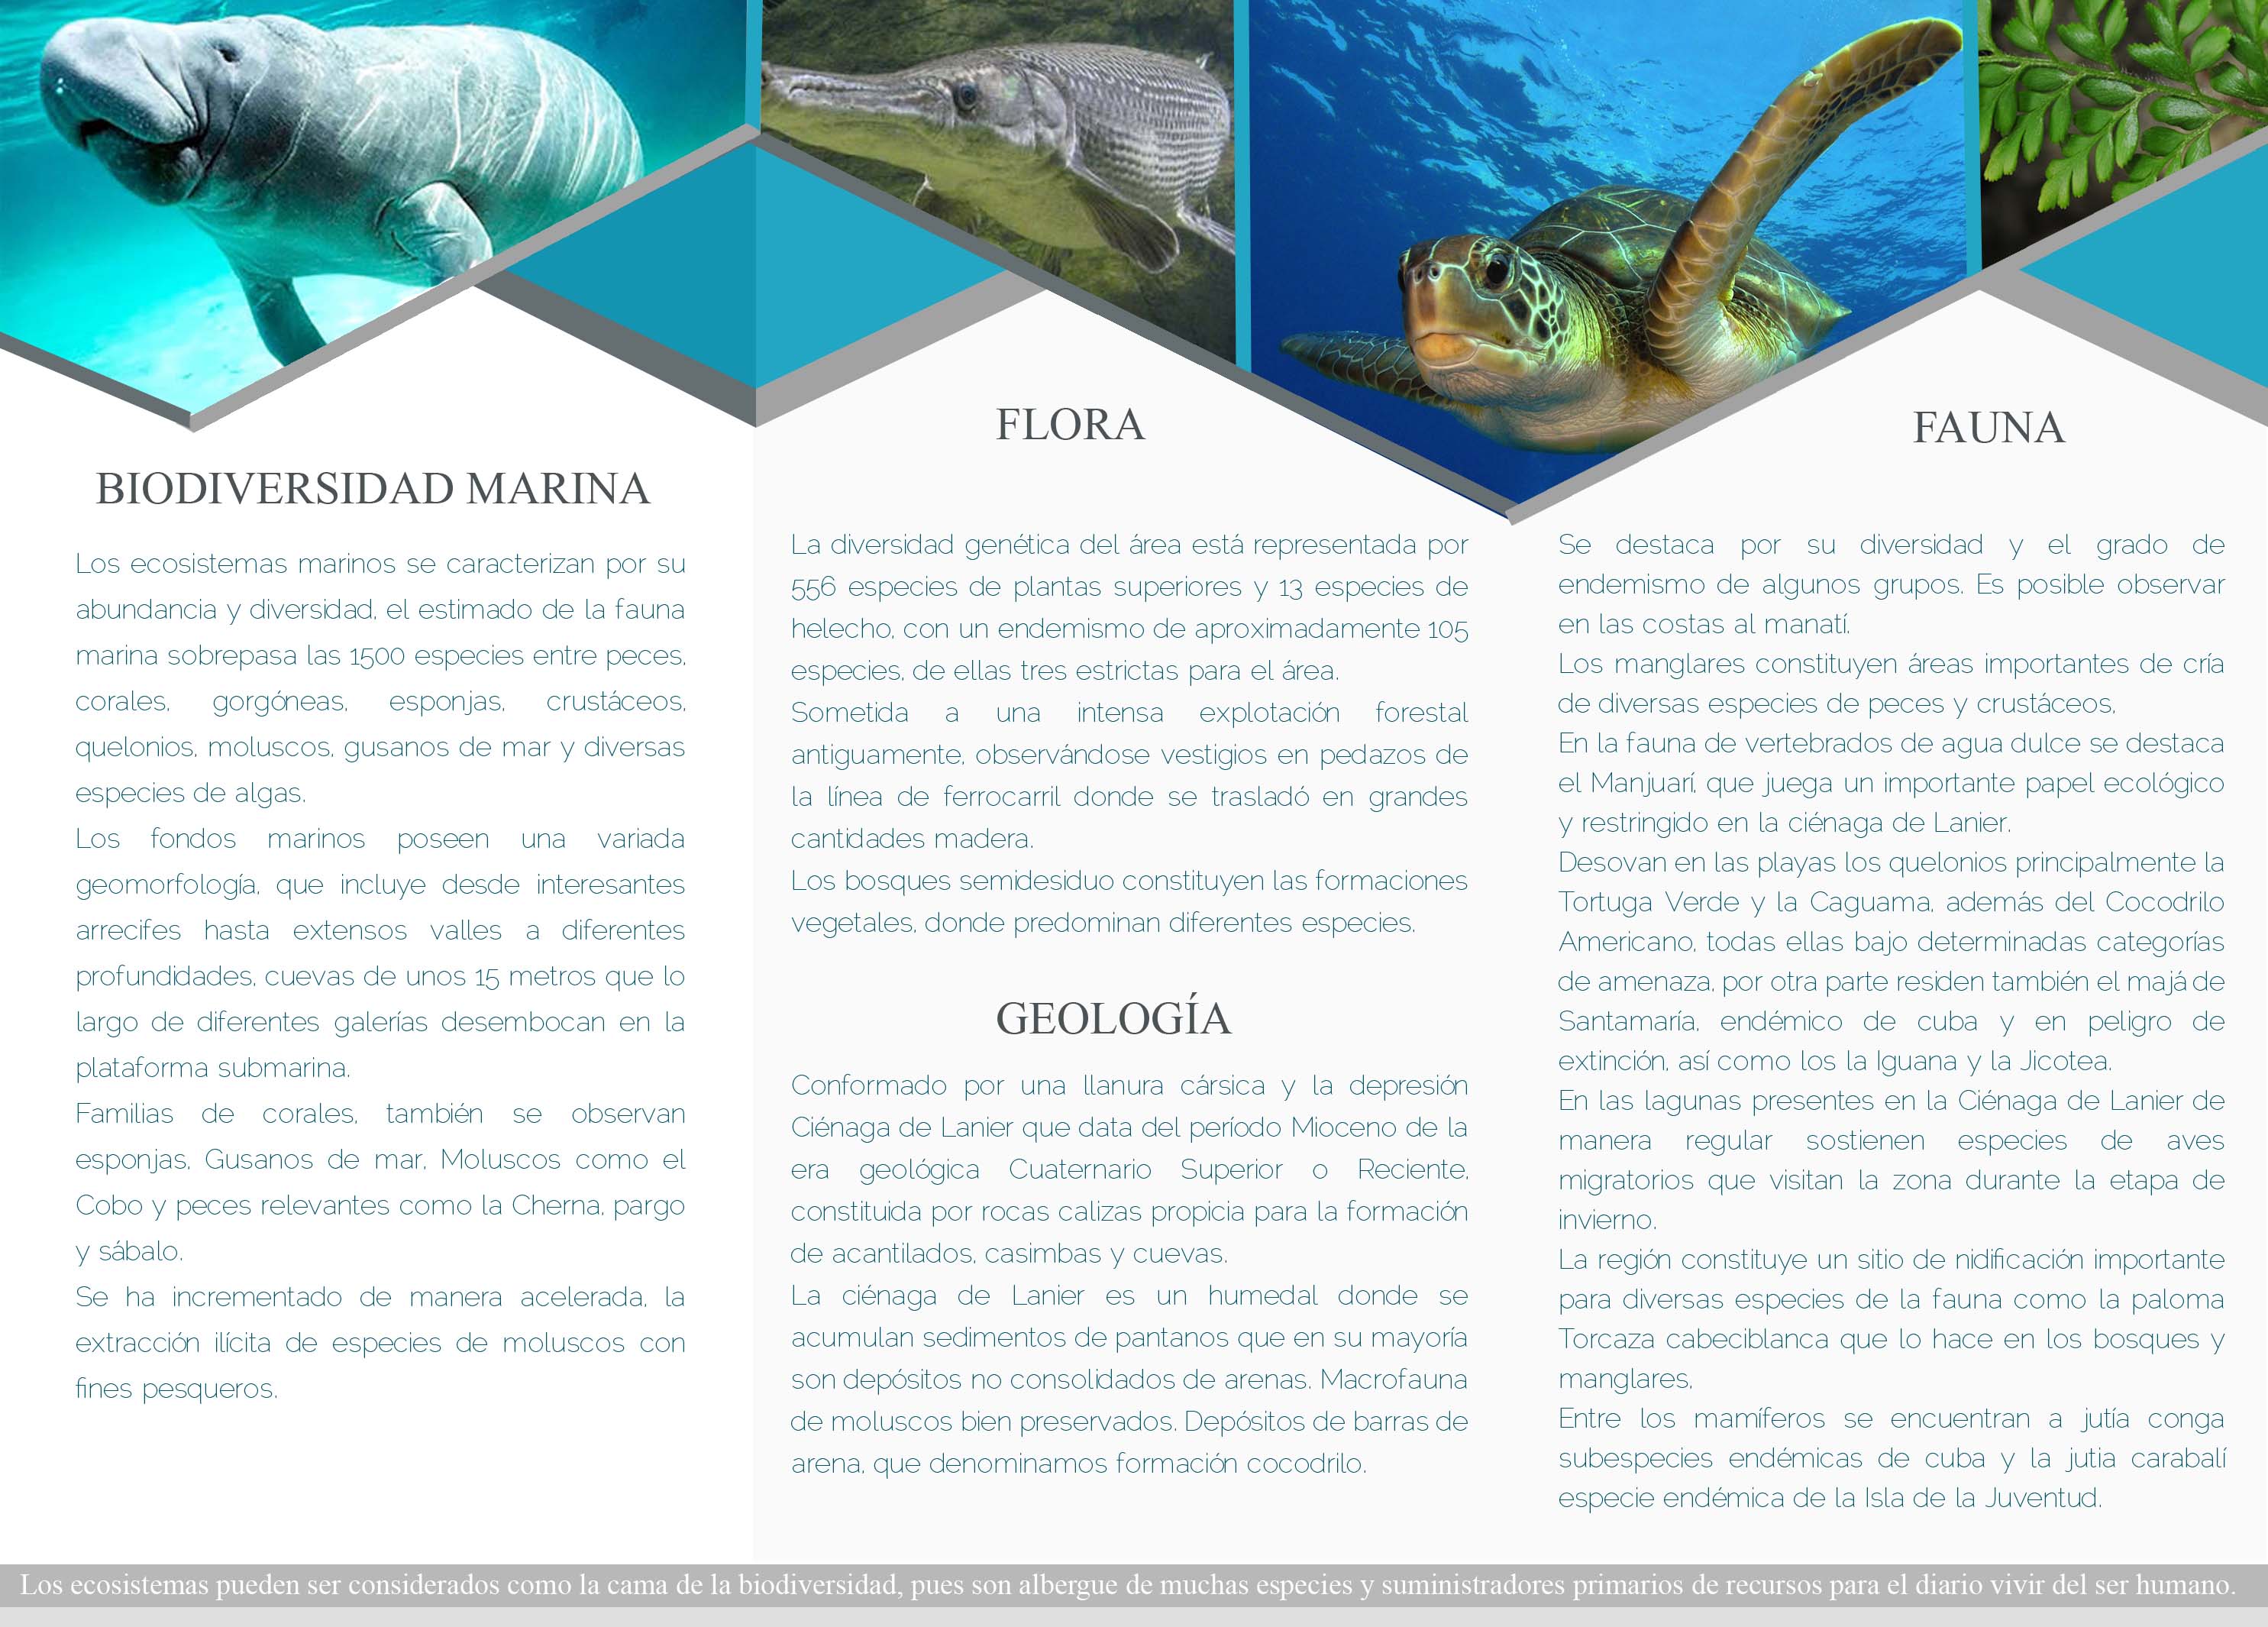 BIODIVERSIDAD MARINA
Los ecosistemas marinos se caracterizan por su
abundancia y diversidad, el estimado de la fauna
marina sobrepasa las 1500 especies entre peces,
corales, gorgóneas, esponjas, crustáceos,
quelonios, moluscos, gusanos de mar y diversas
especies de algas.
Los fondos marinos poseen una variada
geomorfología, que incluye desde interesantes
arrecifes hasta extensos valles a diferentes
profundidades, cuevas de unos 15 metros que lo
largo de diferentes galerías desembocan en la
plataforma submarina.
Familias de corales, también se observan
esponjas, Gusanos de mar, Moluscos como el
Cobo y peces relevantes como la Cherna, pargo
y sábalo.
Se ha incrementado de manera acelerada, la
extracción ilícita de especies de moluscos con
fines pesqueros.
FLORA
La diversidad genética del área está representada por
556 especies de plantas superiores y 13 especies de
helecho, con un endemismo de aproximadamente 105
especies, de ellas tres estrictas para el área.
Sometida a una intensa explotación forestal
antiguamente, observándose vestigios en pedazos de
la línea de ferrocarril donde se trasladó en grandes
cantidades madera.
Los bosques semidesiduo constituyen las formaciones
vegetales, donde predominan diferentes especies.
GEOLOGÍA
Conformado por una llanura cársica y la depresión
Ciénaga de Lanier que data del período Mioceno de la
era geológica Cuaternario Superior o Reciente,
constituida por rocas calizas propicia para la formación
de acantilados, casimbas y cuevas.
La ciénaga de Lanier es un humedal donde se
acumulan sedimentos de pantanos que en su mayoría
son depósitos no consolidados de arenas. Macrofauna
de moluscos bien preservados. Depósitos de barras de
arena, que denominamos formación cocodrilo.
FAUNA
Se destaca por su diversidad y el grado de
endemismo de algunos grupos. Es posible observar
en las costas al manatí,
Los manglares constituyen áreas importantes de cría
de diversas especies de peces y crustáceos,
En la fauna de vertebrados de agua dulce se destaca
el Manjuarí, que juega un importante papel ecológico
y restringido en la ciénaga de Lanier.
Desovan en las playas los quelonios principalmente la
Tortuga Verde y la Caguama, además del Cocodrilo
Americano, todas ellas bajo determinadas categorías
de amenaza, por otra parte residen también el majá de
Santamaría, endémico de cuba y en peligro de
extinción, así como los la Iguana y la Jicotea.
En las lagunas presentes en la Ciénaga de Lanier de
manera regular sostienen especies de aves
migratorios que visitan la zona durante la etapa de
invierno.
La región constituye un sitio de nidificación importante
para diversas especies de la fauna como la paloma
Torcaza cabeciblanca que lo hace en los bosques y
manglares,
Entre los mamíferos se encuentran a jutía conga
subespecies endémicas de cuba y la jutia carabalí
especie endémica de la Isla de la Juventud.
Los ecosistemas pueden ser considerados como la cama de la biodiversidad, pues son albergue de muchas especies y suministradores primarios de recursos para el diario vivir del ser humano.